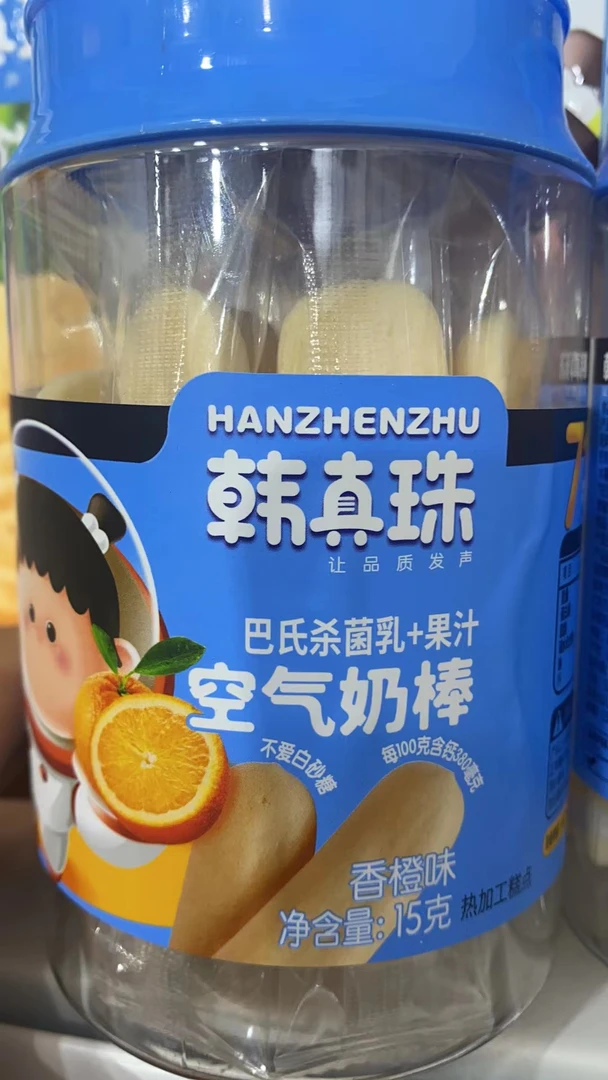 HANZHENZHU
韩真珠
让品质发声
巴氏杀菌乳+果汁
空气奶棒
不爱白砂糖
每100克含钙380毫克
香橙味
净含量: 15克
热加工糕点